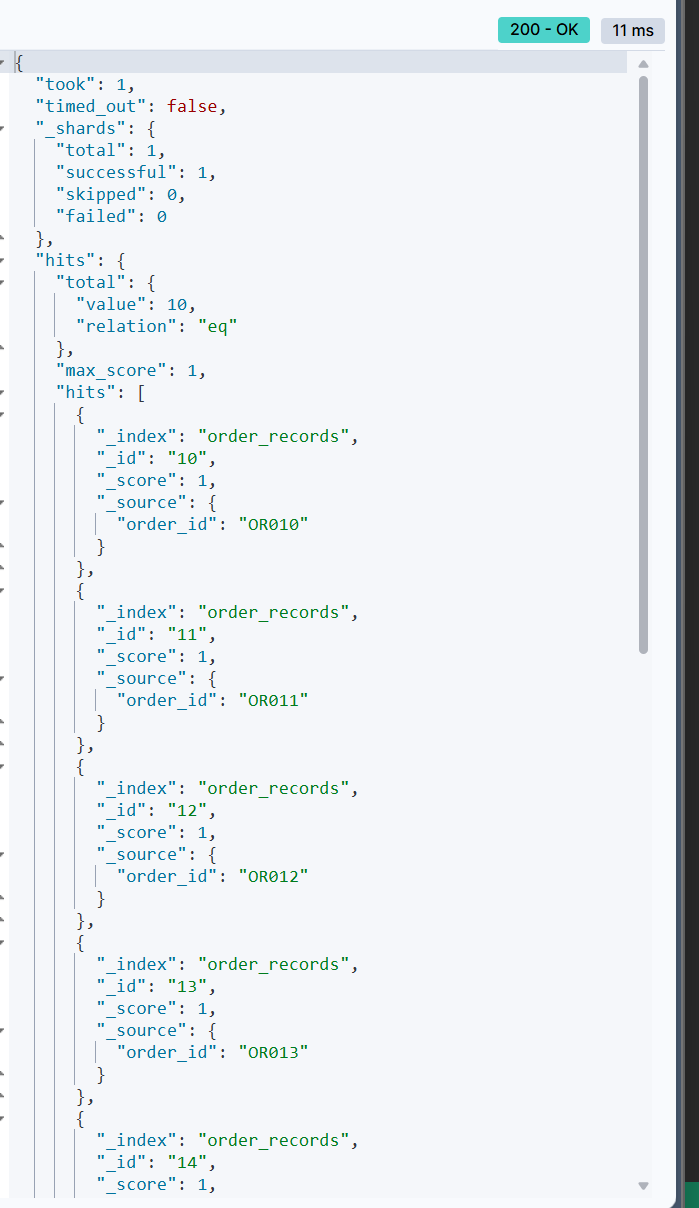 200 - OK 11 ms
{
"took": 1,
"timed_out": false,
"_shards": {
"total": 1,
"successful": 1,
"skipped": 0,
"failed": 0
},
"hits": {
"total": {
"value": 10,
"relation": "eq"
},
"max_score": 1,
"hits": [
{
"_index": "order_records",
"_id": "10",
"_score": 1,
"_source": {
"order_id": "OR010"
}
},
{
"_index": "order_records",
"_id": "11",
"_score": 1,
"_source": {
"order_id": "OR011"
}
},
{
"_index": "order_records",
"_id": "12",
"_score": 1,
"_source": {
"order_id": "OR012"
}
},
{
"_index": "order_records",
"_id": "13",
"_score": 1,
"_source": {
"order_id": "OR013"
}
},
{
"_index": "order_records",
"_id": "14",
"_score": 1,